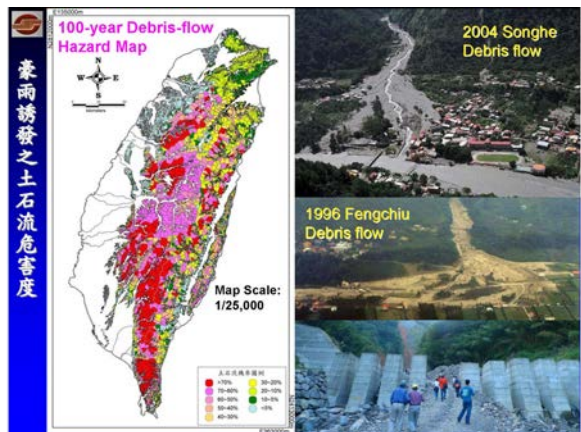 豪雨誘發之土石流危害度
100-year Debris-flow
Hazard Map
N
W
E
S
Map Scale:
1/25,000
>70%
70~60%
60~50%
50~40%
40~30%
30~20%
20~10%
10~5%
<5%
2004 Songhe
Debris flow
1996 Fengchiu
Debris flow